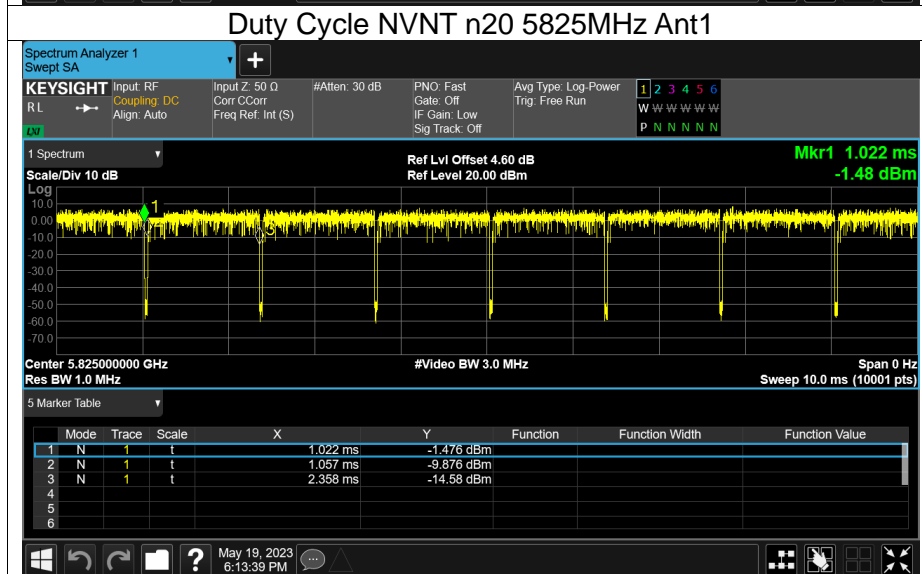 Duty Cycle NVNT n20 5825MHz Ant1
Spectrum Analyzer 1
Swept SA
+
KEYSIGHT Input: RF Input Z: 50 Ω #Atten: 30 dB PNO: Fast Avg Type: Log-Power 1 2 3 4 5 6
RL Coupling: DC Corr CCorr Gate: Off Trig: Free Run W W W W W W
Align: Auto Freq Ref: Int (S) IF Gain: Low
LXI Sig Track: Off P N N N N N
1 Spectrum Ref Lvl Offset 4.60 dB Mkr1 1.022 ms
Scale/Div 10 dB Ref Level 20.00 dBm -1.48 dBm
Log
10.0
0.00
-10.0
-20.0
-30.0
-40.0
-50.0
-60.0
-70.0
1
2
3
Center 5.825000000 GHz #Video BW 3.0 MHz Span 0 Hz
Res BW 1.0 MHz Sweep 10.0 ms (10001 pts)
5 Marker Table
Mode Trace Scale X Y Function Function Width Function Value
1 N 1 t 1.022 ms -1.476 dBm
2 N 1 t 1.057 ms -9.876 dBm
3 N 1 t 2.358 ms -14.58 dBm
4
5
6
? May 19, 2023
6:13:39 PM